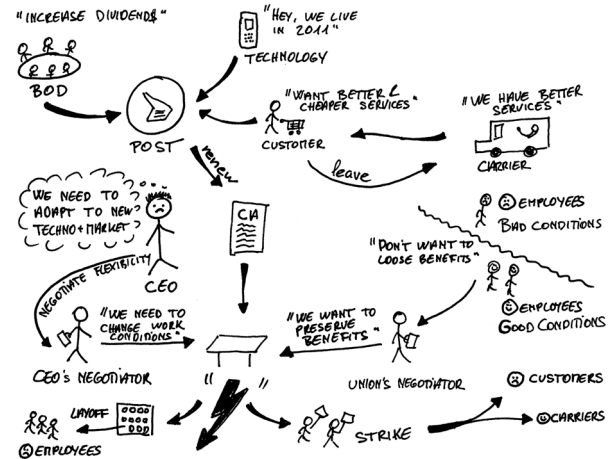 "INCREASE DIVIDENDS"
BOD
"HEY, WE LIVE
IN 2011"
TECHNOLOGY
POST
"WANT BETTER &
CHEAPER SERVICES"
CUSTOMER
"WE HAVE BETTER
SERVICES"
CARRIER
leave
renew
WE NEED TO
ADAPT TO NEW
TECHNO+MARKET
CEO
CLA
EMPLOYEES
BAD CONDITIONS
"DON'T WANT TO
LOOSE BENEFITS"
EMPLOYEES
GOOD CONDITIONS
NEGOTIATE FLEXIBILITY
"WE NEED TO
CHANGE WORK
CONDITIONS"
CEO'S NEGOTIATOR
"WE WANT TO
PRESERVE
BENEFITS"
UNION'S NEGOTIATOR
LAYOFF
EMPLOYEES
STRIKE
CUSTOMERS
CARRIERS